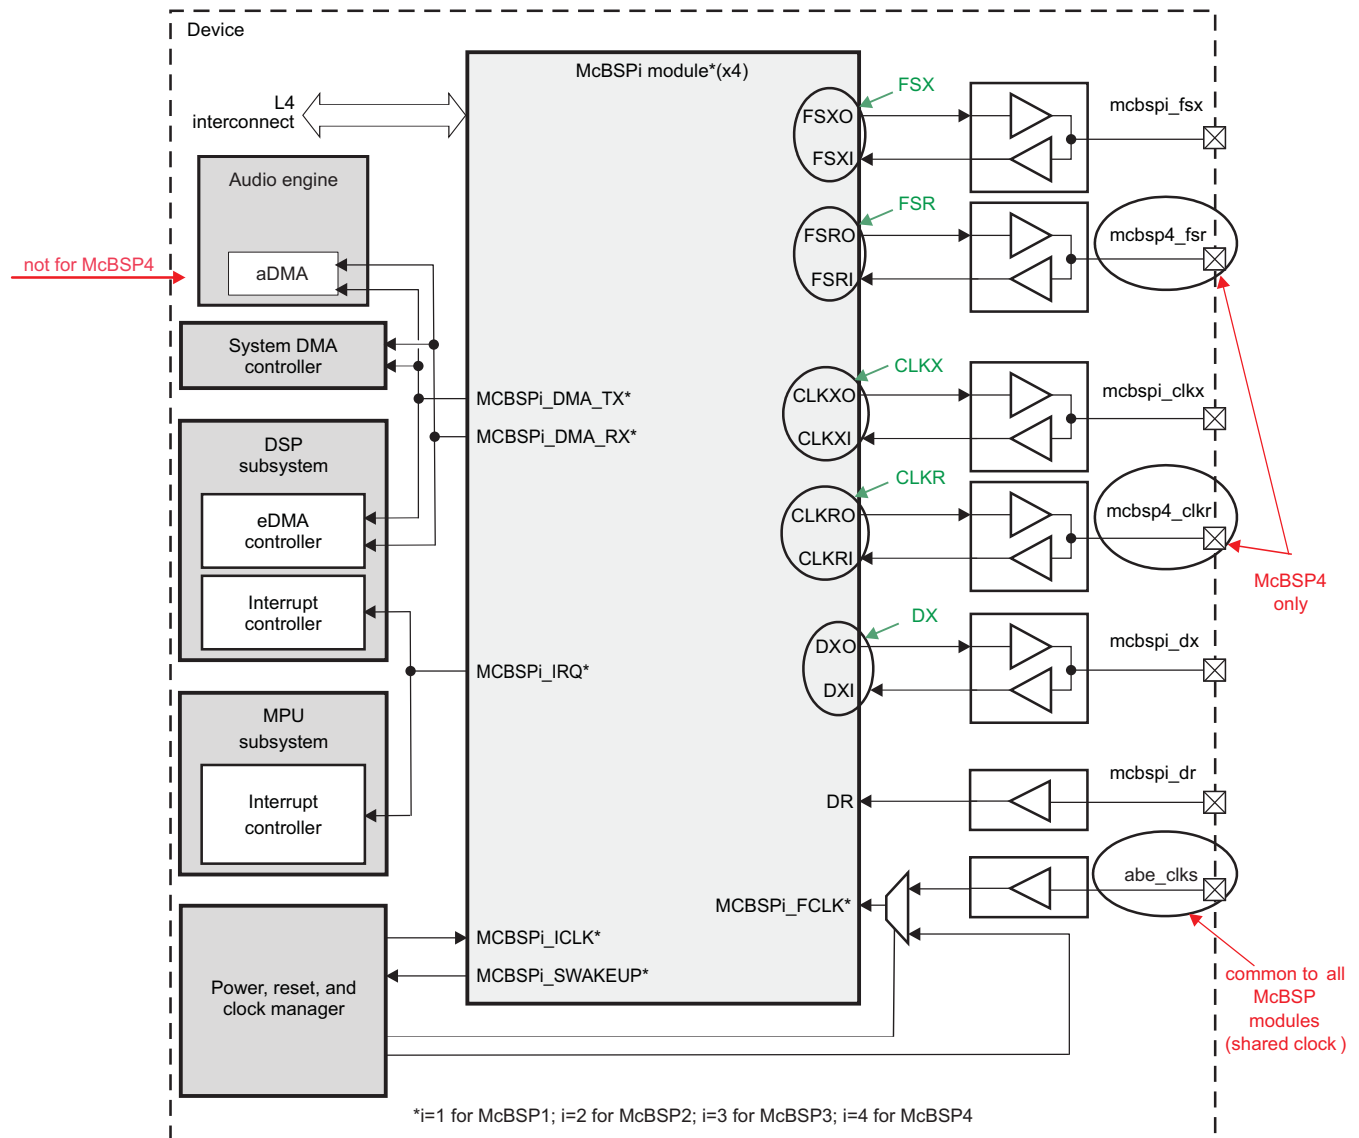 Device
McBSPi module*(x4)
L4
interconnect
Audio engine
aDMA
not for McBSP4
System DMA
controller
DSP
subsystem
eDMA
controller
Interrupt
controller
MPU
subsystem
Interrupt
controller
Power, reset, and
clock manager
MCBSPi_DMA_TX*
MCBSPi_DMA_RX*
MCBSPi_IRQ*
MCBSPi_ICLK*
MCBSPi_SWAKEUP*
FSX
FSXO
FSXI
mcbspi_fsx
FSR
FSRO
FSRI
mcbsp4_fsr
CLKX
CLKXO
CLKXI
mcbspi_clkx
CLKR
CLKRO
CLKRI
mcbsp4_clkr
McBSP4
only
DX
DXO
DXI
mcbspi_dx
DR
mcbspi_dr
MCBSPi_FCLK*
abe_clks
common to all
McBSP
modules
(shared clock )
*i=1 for McBSP1; i=2 for McBSP2; i=3 for McBSP3; i=4 for McBSP4